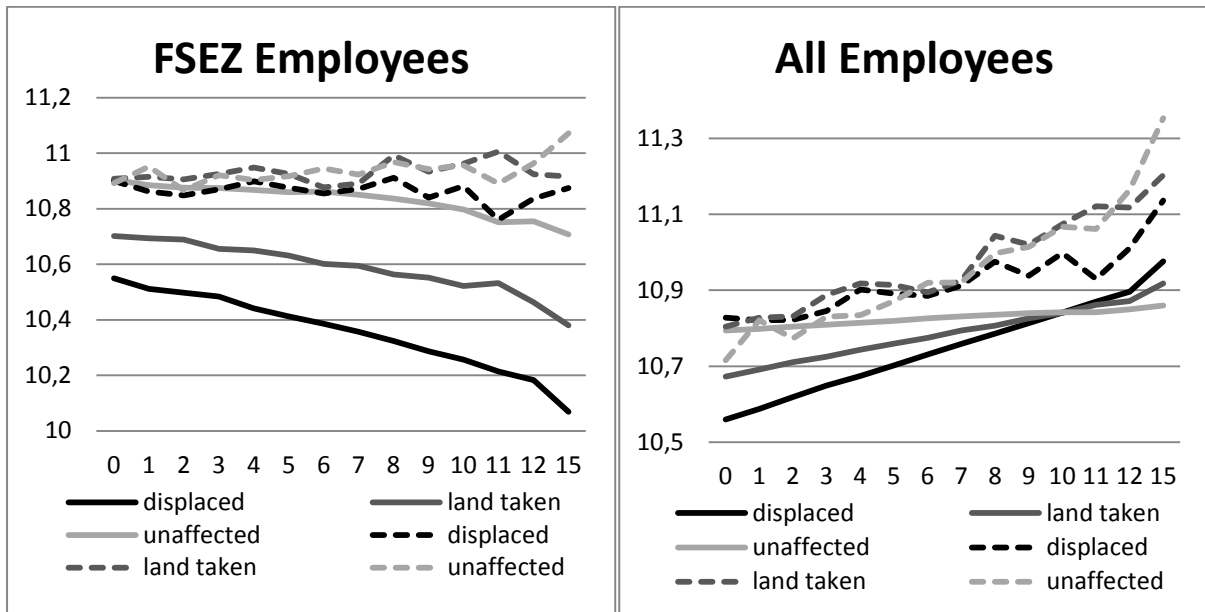 FSEZ Employees
11,2
11
10,8
10,6
10,4
10,2
10
0 1 2 3 4 5 6 7 8 9 10 11 12 15
displaced land taken
unaffected displaced
land taken unaffected
All Employees
11,3
11,1
10,9
10,7
10,5
0 1 2 3 4 5 6 7 8 9 10 11 12 15
displaced land taken
unaffected displaced
land taken unaffected